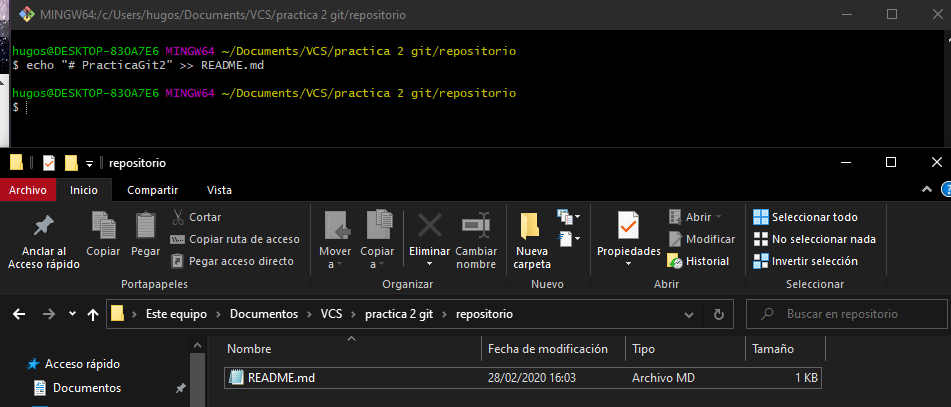 MINGW64:/c/Users/hugos/Documents/VCS/practica 2 git/repositorio
hugos@DESKTOP-830A7E6 MINGW64 ~/Documents/VCS/practica 2 git/repositorio
$ echo "# PracticaGit2" >> README.md
hugos@DESKTOP-830A7E6 MINGW64 ~/Documents/VCS/practica 2 git/repositorio
$
repositorio
Archivo Inicio Compartir Vista
Anclar al Acceso rápido
Copiar
Pegar
Cortar
Copiar ruta de acceso
Pegar acceso directo
Mover a
Copiar a
Eliminar
Cambiar nombre
Nueva carpeta
Propiedades
Abrir
Modificar
Historial
Seleccionar todo
No seleccionar nada
Invertir selección
Portapapeles Organizar Nuevo Abrir Seleccionar
Este equipo > Documentos > VCS > practica 2 git > repositorio
Buscar en repositorio
Nombre Fecha de modificación Tipo Tamaño
Acceso rápido
README.md 28/02/2020 16:03 Archivo MD 1 KB
Documentos